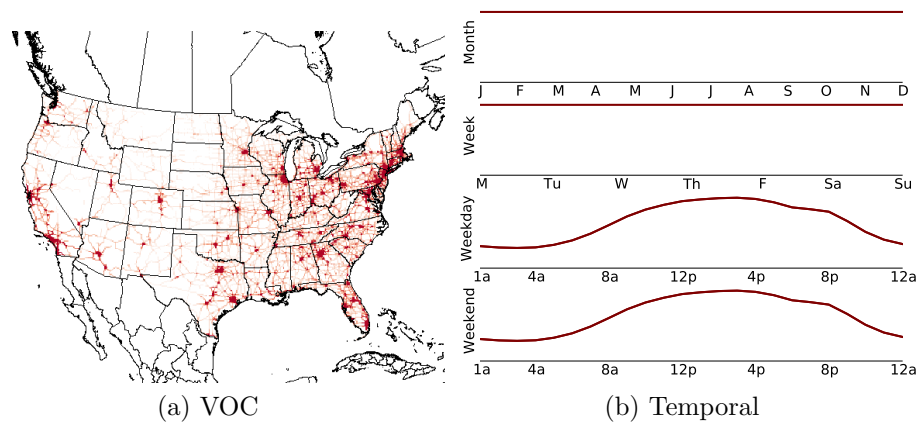 Month
J F M A M J J A S O N D
Week
M Tu W Th F Sa Su
Weekday
1a 4a 8a 12p 4p 8p 12a
Weekend
1a 4a 8a 12p 4p 8p 12a
(a) VOC
(b) Temporal